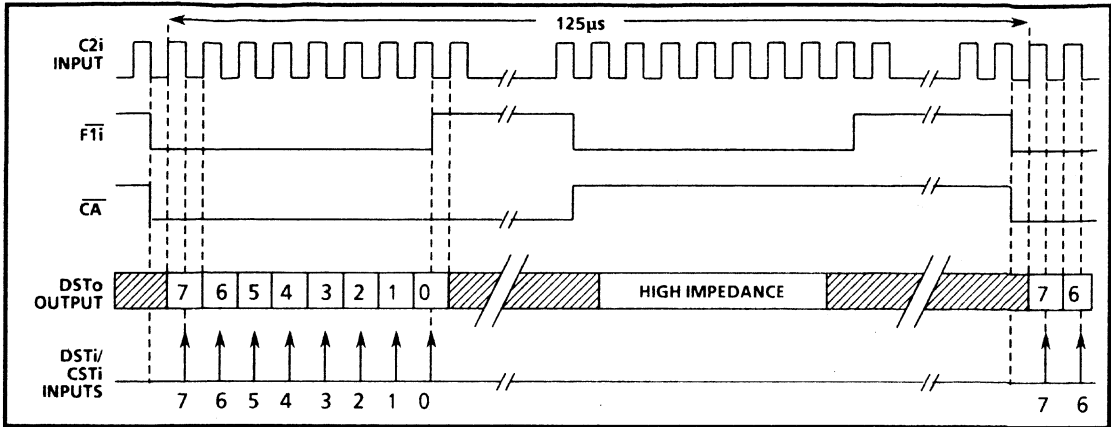 125µs
C2i
INPUT
F1i
CA
DSTo
OUTPUT
7 6 5 4 3 2 1 0 HIGH IMPEDANCE 7 6
DSTi/
CSTi
INPUTS
7 6 5 4 3 2 1 0 7 6